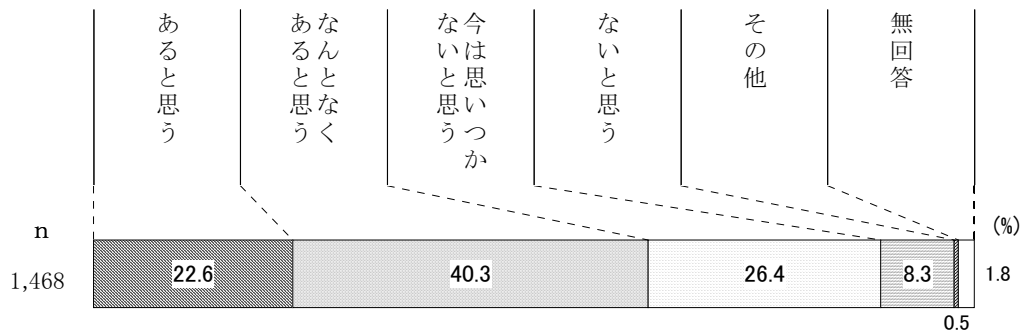 あると思う
なんとなく
あると思う
今は思いつか
ないと思う
ないと思う
その他
無回答
(%)
n
1,468
22.6
40.3
26.4
8.3
1.8
0.5